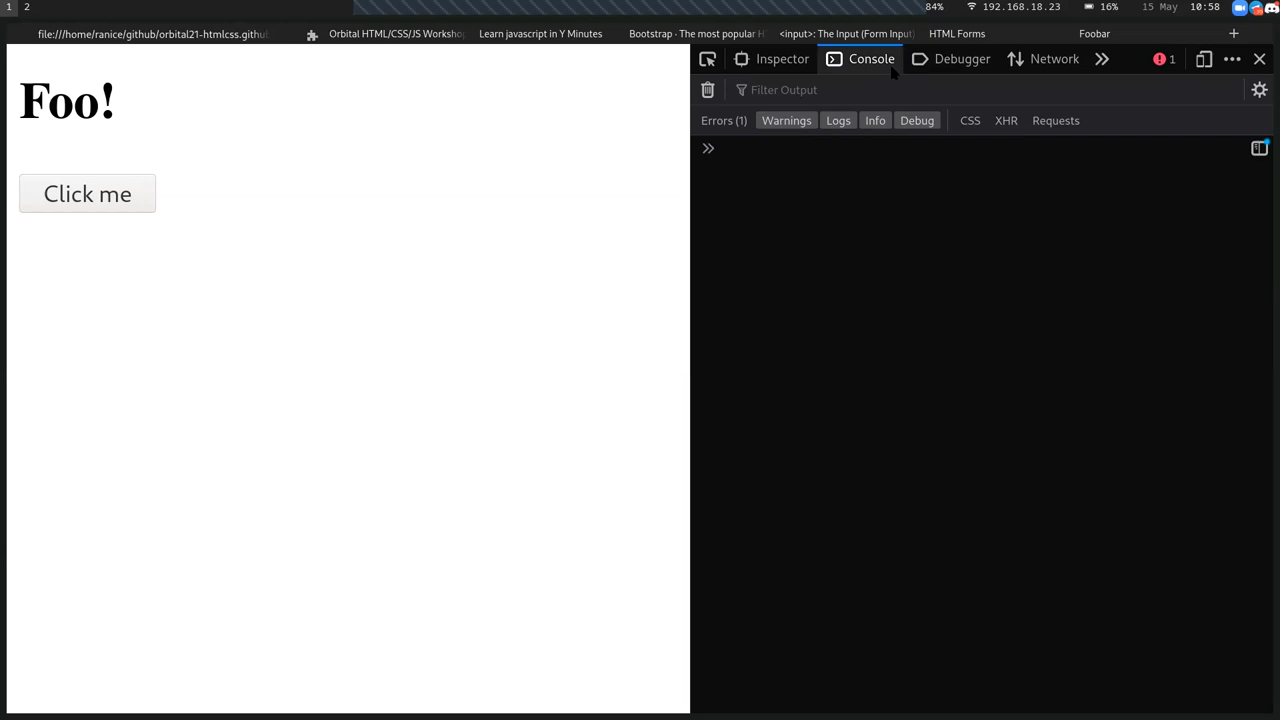 1 2 84% 192.168.18.23 16% 15 May 10:58
file:///home/ranice/github/orbital21-htmlcss.githu Orbital HTML/CSS/JS Worksho Learn javascript in Y Minutes Bootstrap · The most popular H <input>: The Input (Form Input) HTML Forms Foobar +
Inspector Console Debugger Network 1
Filter Output
Errors (1) Warnings Logs Info Debug CSS XHR Requests
Foo!
Click me